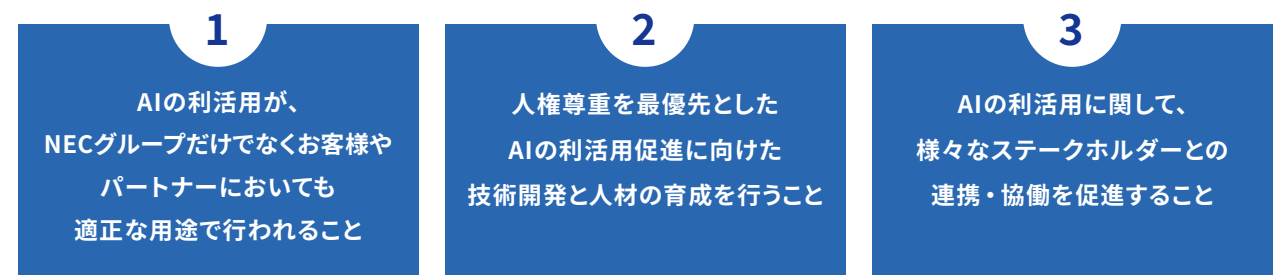 1
AIの利活用が、
NECグループだけでなくお客様や
パートナーにおいても
適正な用途で行われること
2
人権尊重を最優先とした
AIの利活用促進に向けた
技術開発と人材の育成を行うこと
3
AIの利活用に関して、
様々なステークホルダーとの
連携・協働を促進すること